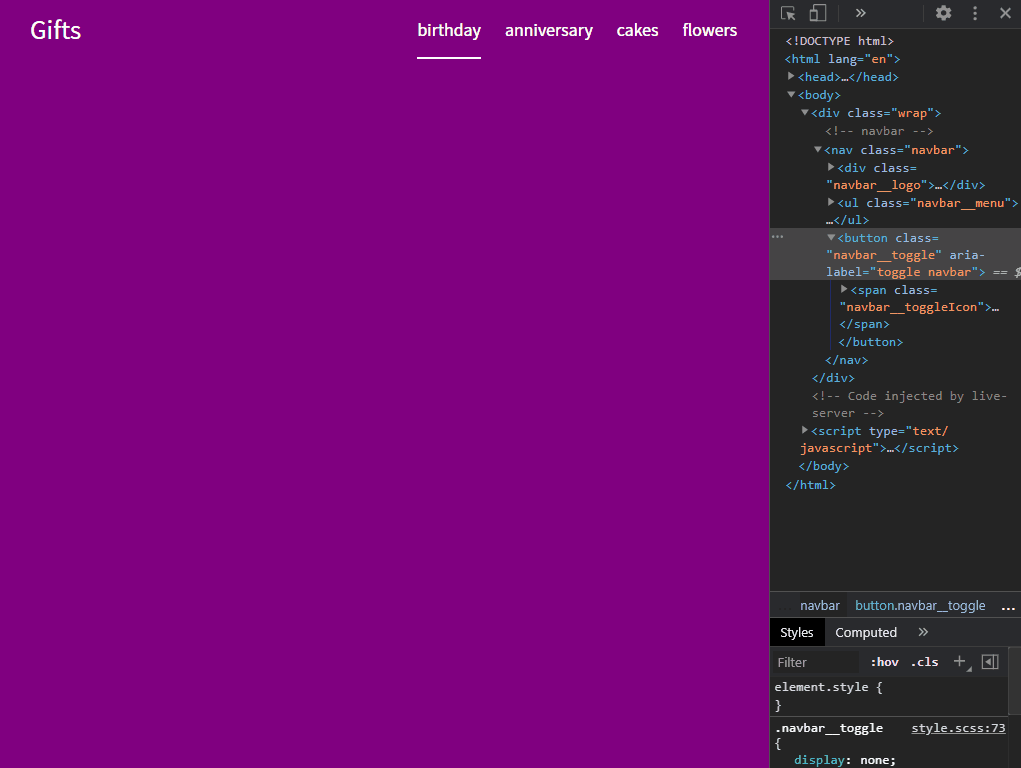 Gifts
birthday anniversary cakes flowers
<!DOCTYPE html>
<html lang="en">
<head>…</head>
<body>
<div class="wrap">
<!-- navbar -->
<nav class="navbar">
<div class=
"navbar__logo">…</div>
<ul class="navbar__menu">
…</ul>
<button class=
"navbar__toggle" aria-
label="toggle navbar"> == $
<span class=
"navbar__toggleIcon">…
</span>
</button>
</nav>
</div>
<!-- Code injected by live-
server -->
<script type="text/
javascript">…</script>
</body>
</html>
... navbar button.navbar__toggle ...
Styles Computed »
Filter :hov .cls +
element.style {
}
.navbar__toggle style.scss:73
{
display: none;